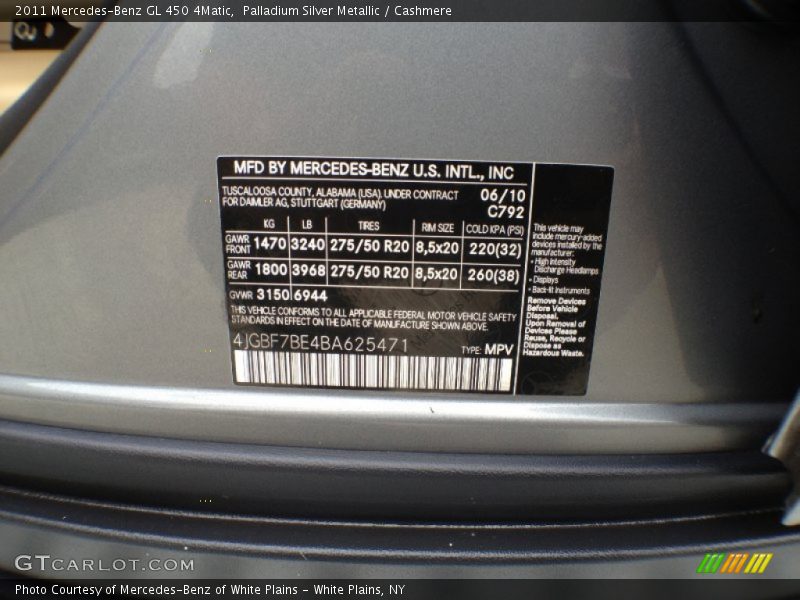 2011 Mercedes-Benz GL 450 4Matic,  Palladium Silver Metallic / Cashmere
MFD BY MERCEDES-BENZ U.S. INTL., INC
TUSCALOOSA COUNTY, ALABAMA (USA), UNDER CONTRACT
FOR DAIMLER AG, STUTTGART (GERMANY)
06/10
C792
KG LB TIRES RIM SIZE COLD KPA (PSI)
GAWR FRONT 1470 3240 275/50 R20 8,5x20 220(32)
GAWR REAR 1800 3968 275/50 R20 8,5x20 260(38)
GVWR 3150 6944
THIS VEHICLE CONFORMS TO ALL APPLICABLE FEDERAL MOTOR VEHICLE SAFETY
STANDARDS IN EFFECT ON THE DATE OF MANUFACTURE SHOWN ABOVE.
4JGBF7BE4BA625471
TYPE: MPV
This vehicle may
include mercury-added
devices installed by the
manufacturer:
• High Intensity
Discharge Headlamps
• Displays
• Back-lit Instruments
Remove Devices
Before Vehicle
Disposal.
Upon Removal of
Devices Please
Reuse, Recycle or
Dispose as
Hazardous Waste.
GTCARLOT.COM
Photo Courtesy of Mercedes-Benz of White Plains - White Plains, NY